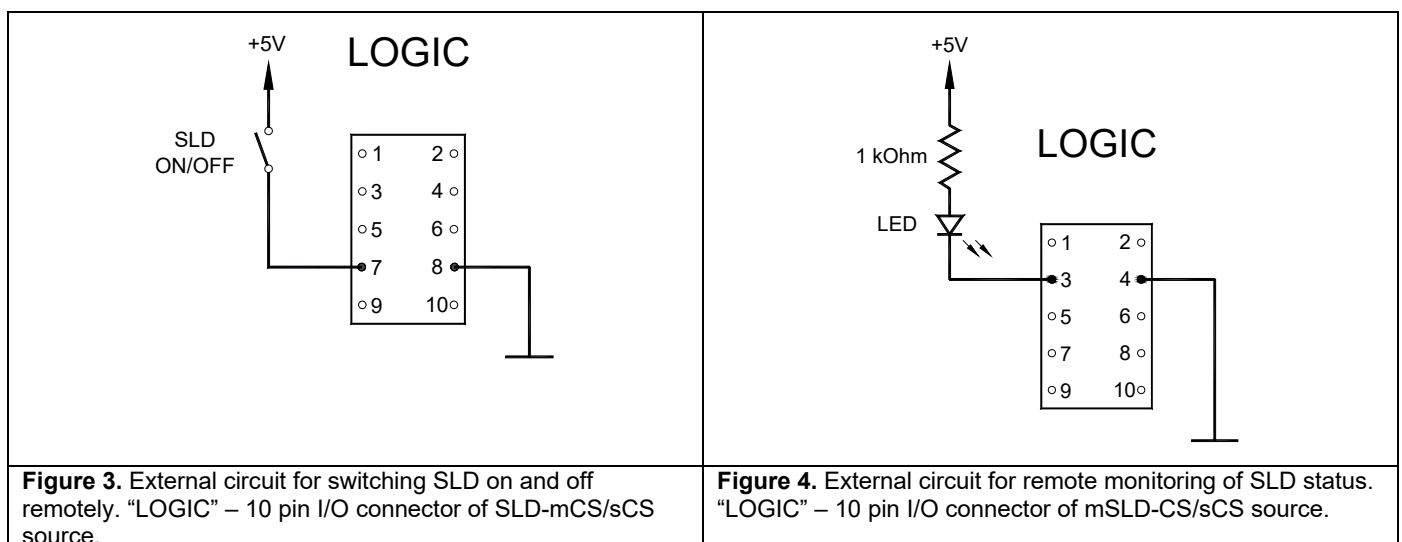 +5V
LOGIC
SLD
ON/OFF
1 2
3 4
5 6
7 8
9 10
Figure 3. External circuit for switching SLD on and off
remotely. “LOGIC” – 10 pin I/O connector of SLD-mCS/sCS
source.
+5V
LOGIC
1 kOhm
LED
1 2
3 4
5 6
7 8
9 10
Figure 4. External circuit for remote monitoring of SLD status.
“LOGIC” – 10 pin I/O connector of mSLD-CS/sCS source.